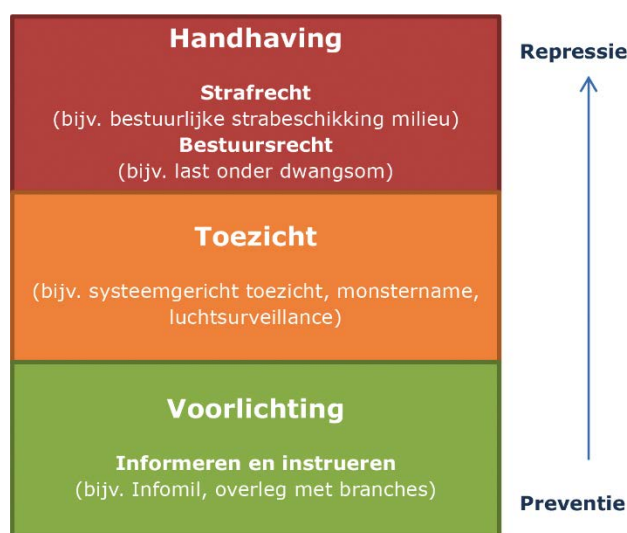 Handhaving
Strafrecht
(bijv. bestuurlijke strabeschikking milieu)
Bestuursrecht
(bijv. last onder dwangsom)
Toezicht
(bijv. systeemgericht toezicht, monstername,
luchtsurveillance)
Voorlichting
Informeren en instrueren
(bijv. Infomil, overleg met branches)
Repressie
Preventie